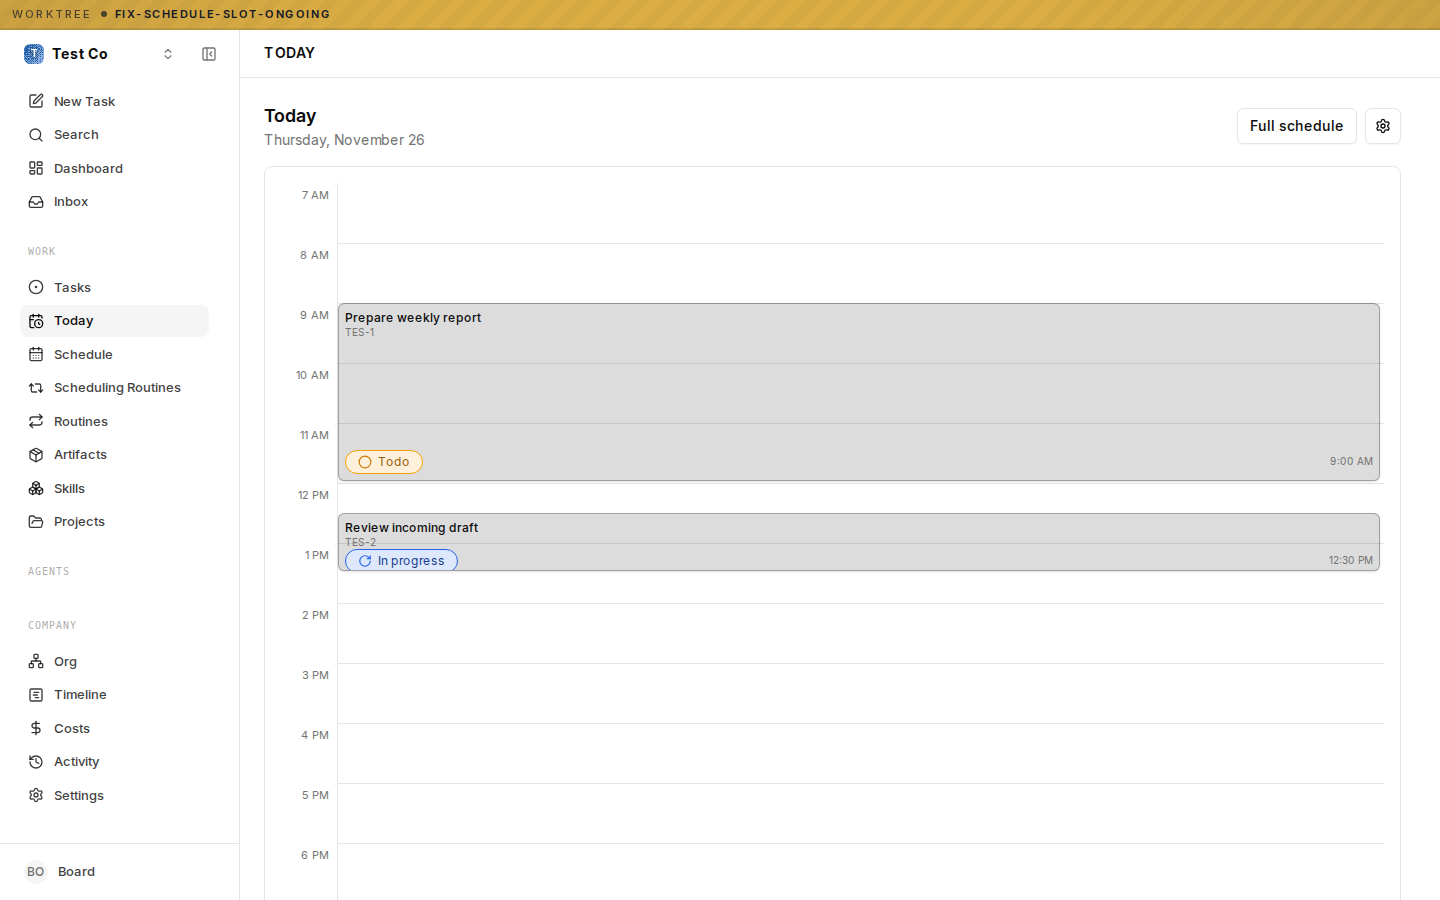 WORKTREE ● FIX-SCHEDULE-SLOT-ONGOING
T Test Co
New Task
Search
Dashboard
Inbox
WORK
Tasks
Today
Schedule
Scheduling Routines
Routines
Artifacts
Skills
Projects
AGENTS
COMPANY
Org
Timeline
Costs
Activity
Settings
BO Board
TODAY
Today
Thursday, November 26
Full schedule
7 AM
8 AM
9 AM
Prepare weekly report
TES-1
10 AM
11 AM
Todo 9:00 AM
12 PM
Review incoming draft
TES-2
1 PM
In progress 12:30 PM
2 PM
3 PM
4 PM
5 PM
6 PM